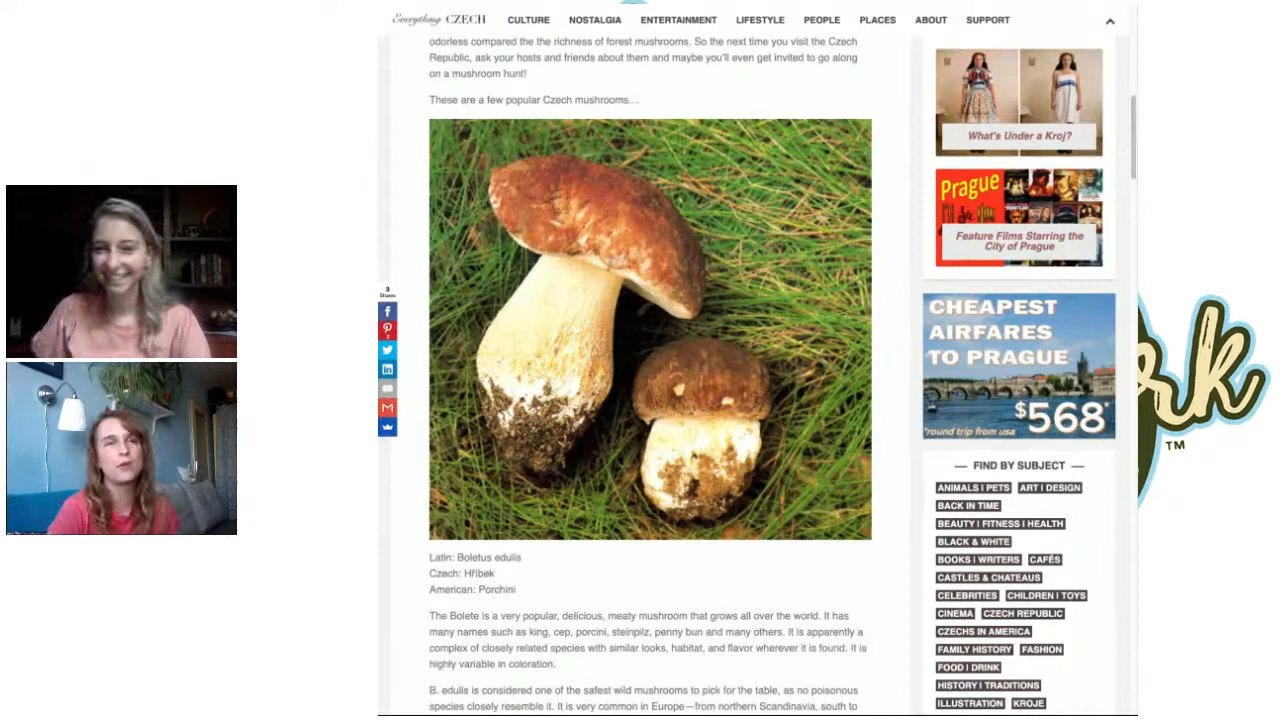 Everything CZECH
CULTURE NOSTALGIA ENTERTAINMENT LIFESTYLE PEOPLE PLACES ABOUT SUPPORT
odorless compared the the richness of forest mushrooms. So the next time you visit the Czech
Republic, ask your hosts and friends about them and maybe you'll even get invited to go along
on a mushroom hunt!
These are a few popular Czech mushrooms…
3
Shares
2
Latin: Boletus edulis
Czech: Hřibek
American: Porchini
The Bolete is a very popular, delicious, meaty mushroom that grows all over the world. It has
many names such as king, cep, porcini, steinpilz, penny bun and many others. It is apparently a
complex of closely related species with similar looks, habitat, and flavor wherever it is found. It is
highly variable in coloration.
B. edulis is considered one of the safest wild mushrooms to pick for the table, as no poisonous
species closely resemble it. It is very common in Europe—from northern Scandinavia, south to
What's Under a Kroj?
Prague
Feature Films Starring the
City of Prague
CHEAPEST
AIRFARES
TO PRAGUE
$568*
*round trip from usa
FIND BY SUBJECT
ANIMALS | PETS ART | DESIGN
BACK IN TIME
BEAUTY | FITNESS | HEALTH
BLACK & WHITE
BOOKS | WRITERS CAFÉS
CASTLES & CHATEAUS
CELEBRITIES CHILDREN | TOYS
CINEMA CZECH REPUBLIC
CZECHS IN AMERICA
FAMILY HISTORY FASHION
FOOD | DRINK
HISTORY | TRADITIONS
ILLUSTRATION KROJE
TM